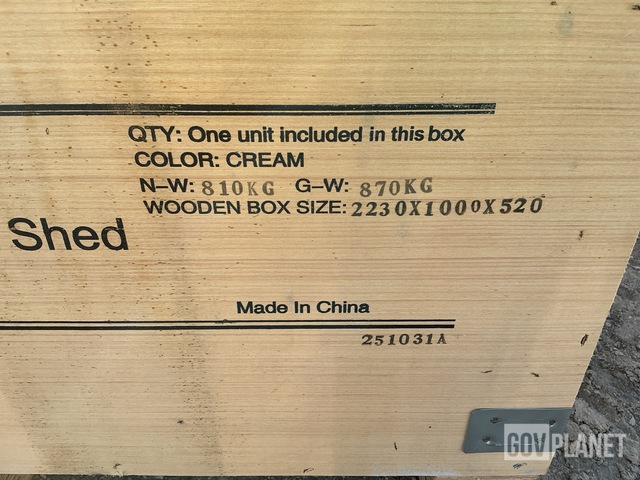 QTY: One unit included in this box
COLOR: CREAM
N-W: 810KG G-W: 870KG
WOODEN BOX SIZE: 2230X1000X520
Shed
Made In China
251031A
GOVPLANET